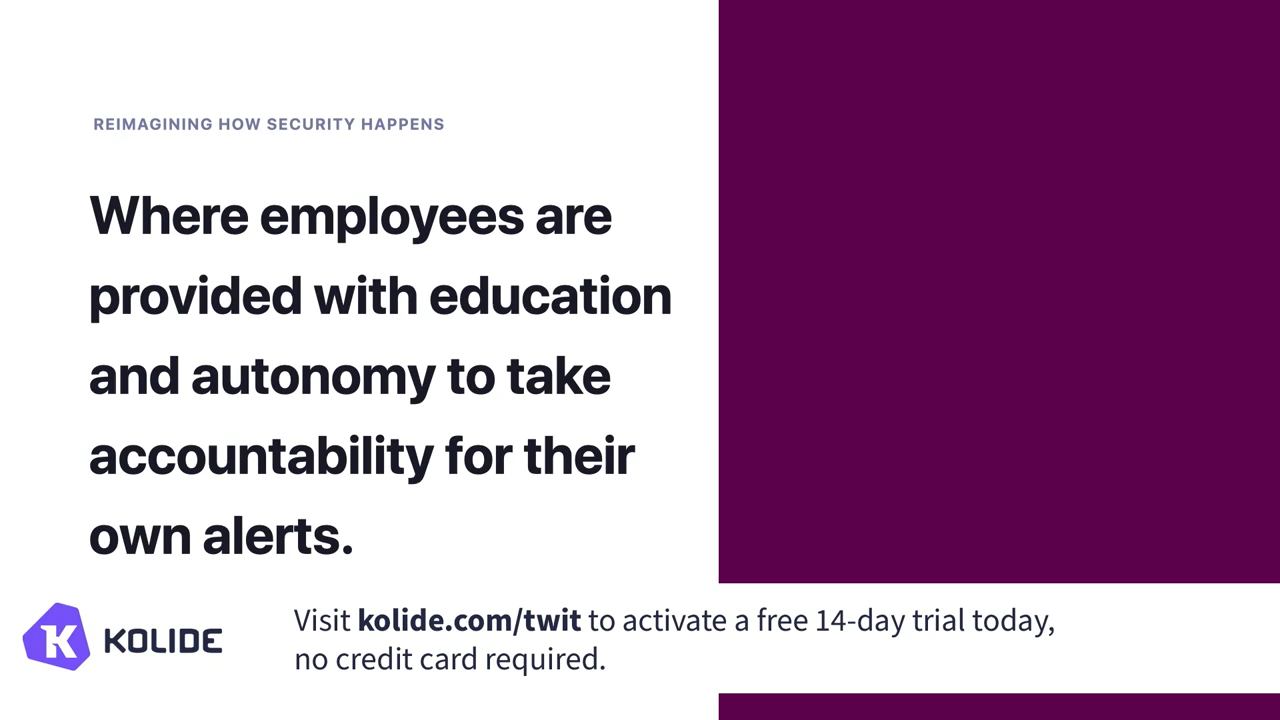 REIMAGINING HOW SECURITY HAPPENS
Where employees are
provided with education
and autonomy to take
accountability for their
own alerts.
K KOLIDE
Visit kolide.com/twit to activate a free 14-day trial today,
no credit card required.